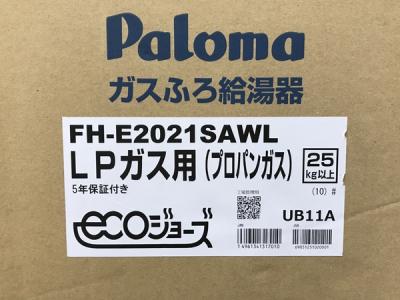 Paloma
ガスふろ給湯器
FH-E2021SAWL
LPガス用(プロパンガス)
25
kg以上
5年保証付き
(10) #
ecoジョーズ
UB11A